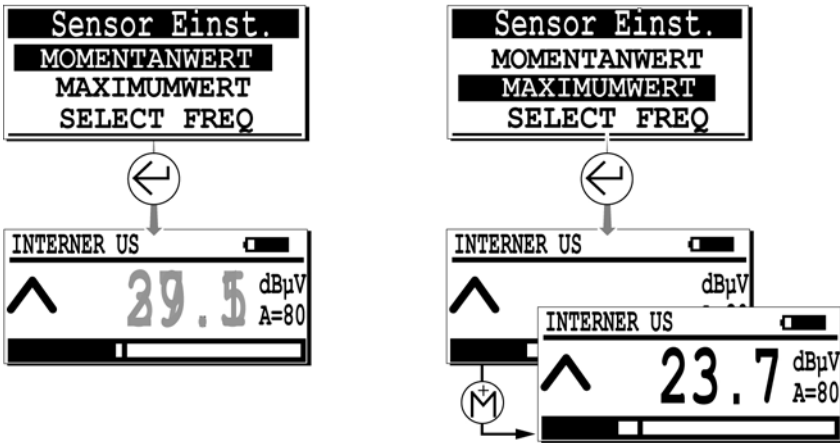 Sensor Einst.
MOMENTANWERT
MAXIMUMWERT
SELECT FREQ
INTERNER US
dBµV
A=80
Sensor Einst.
MOMENTANWERT
MAXIMUMWERT
SELECT FREQ
INTERNER US
dBµV
M+
INTERNER US
23.7 dBµV
A=80